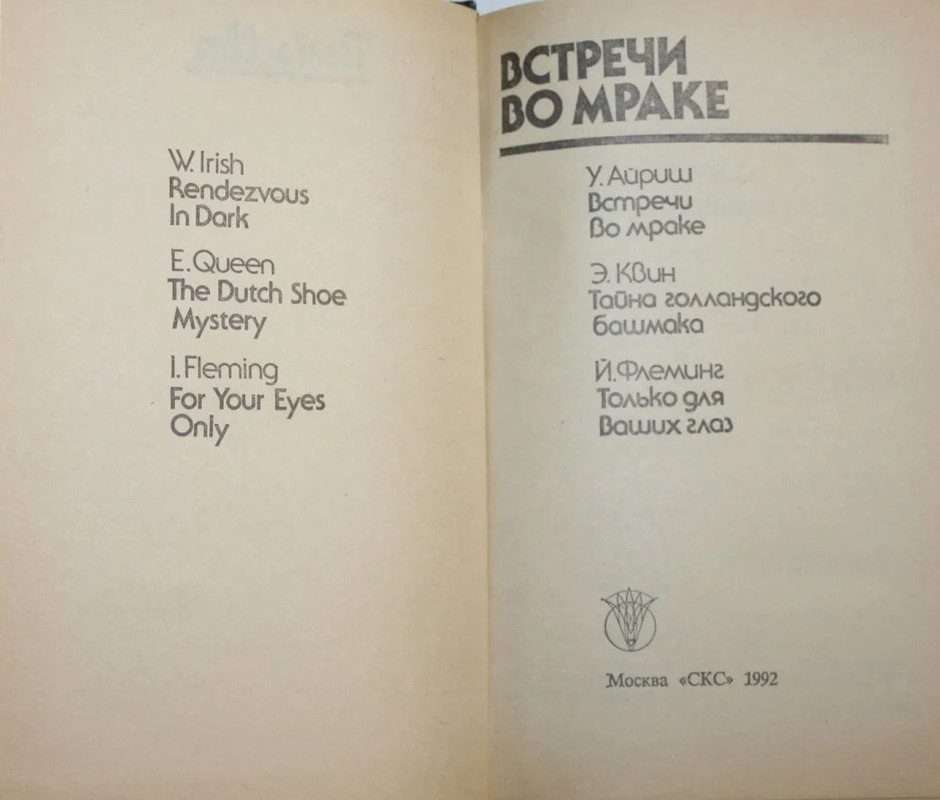 W. Irish
Rendezvous
In Dark
E. Queen
The Dutch Shoe
Mystery
I. Fleming
For Your Eyes
Only
ВСТРЕЧИ
ВО МРАКЕ
У. Айриш
Встречи
Во мраке
Э. Квин
Тайна голландского
башмака
Й. Флеминг
Только для
Ваших глаз
Москва «СКС» 1992